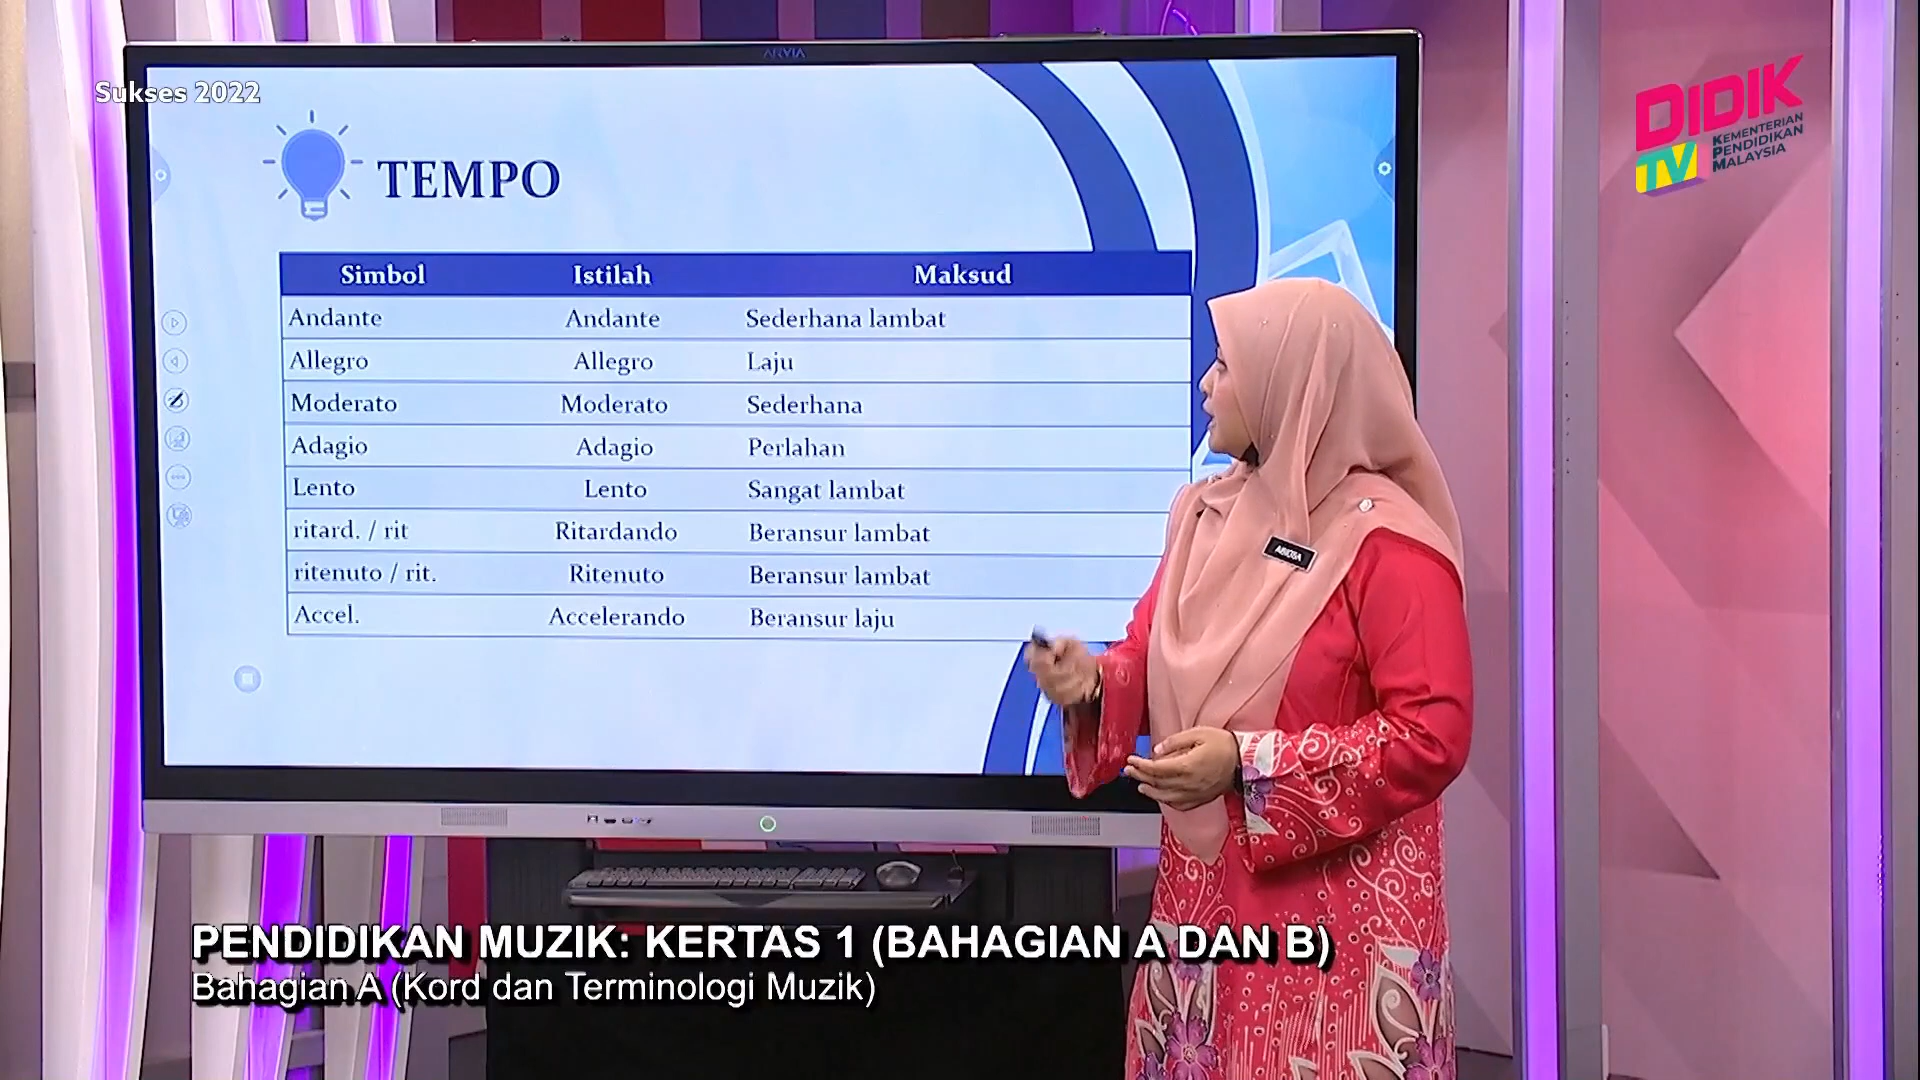 ARVIA
Sukses 2022
DIDIK
TV
KEMENTERIAN
PENDIDIKAN
MALAYSIA
TEMPO
Simbol Istilah Maksud
Andante Andante Sederhana lambat
Allegro Allegro Laju
Moderato Moderato Sederhana
Adagio Adagio Perlahan
Lento Lento Sangat lambat
ritard. / rit Ritardando Beransur lambat
ritenuto / rit. Ritenuto Beransur lambat
Accel. Accelerando Beransur laju
PENDIDIKAN MUZIK: KERTAS 1 (BAHAGIAN A DAN B)
Bahagian A (Kord dan Terminologi Muzik)